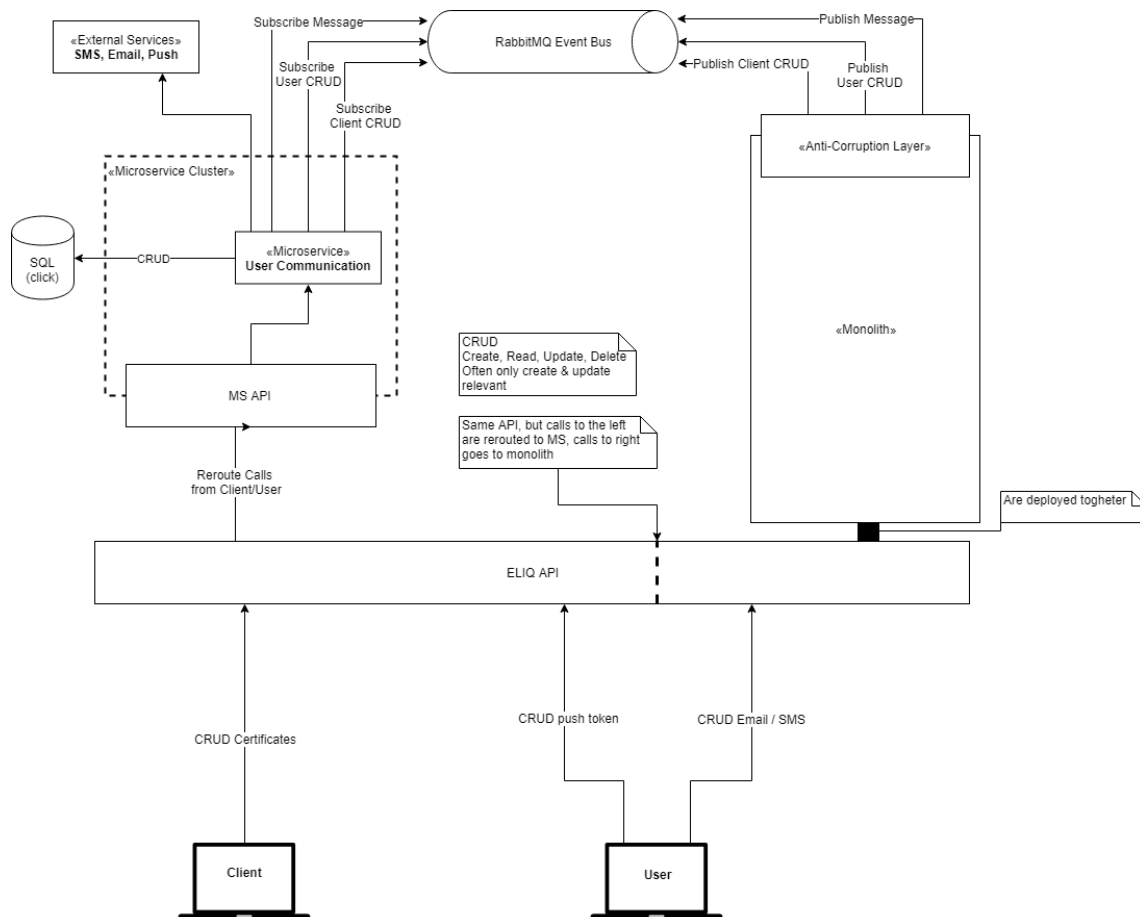 Subscribe Message
Publish Message
«External Services»
SMS, Email, Push
RabbitMQ Event Bus
Subscribe
User CRUD
Publish Client CRUD
Publish
User CRUD
Subscribe
Client CRUD
«Anti-Corruption Layer»
«Microservice Cluster»
SQL
(click)
CRUD
«Microservice»
User Communication
«Monolith»
CRUD
Create, Read, Update, Delete
Often only create & update
relevant
MS API
Same API, but calls to the left
are rerouted to MS, calls to right
goes to monolith
Reroute Calls
from Client/User
Are deployed togheter
ELIQ API
CRUD Certificates
CRUD push token
CRUD Email / SMS
Client
User